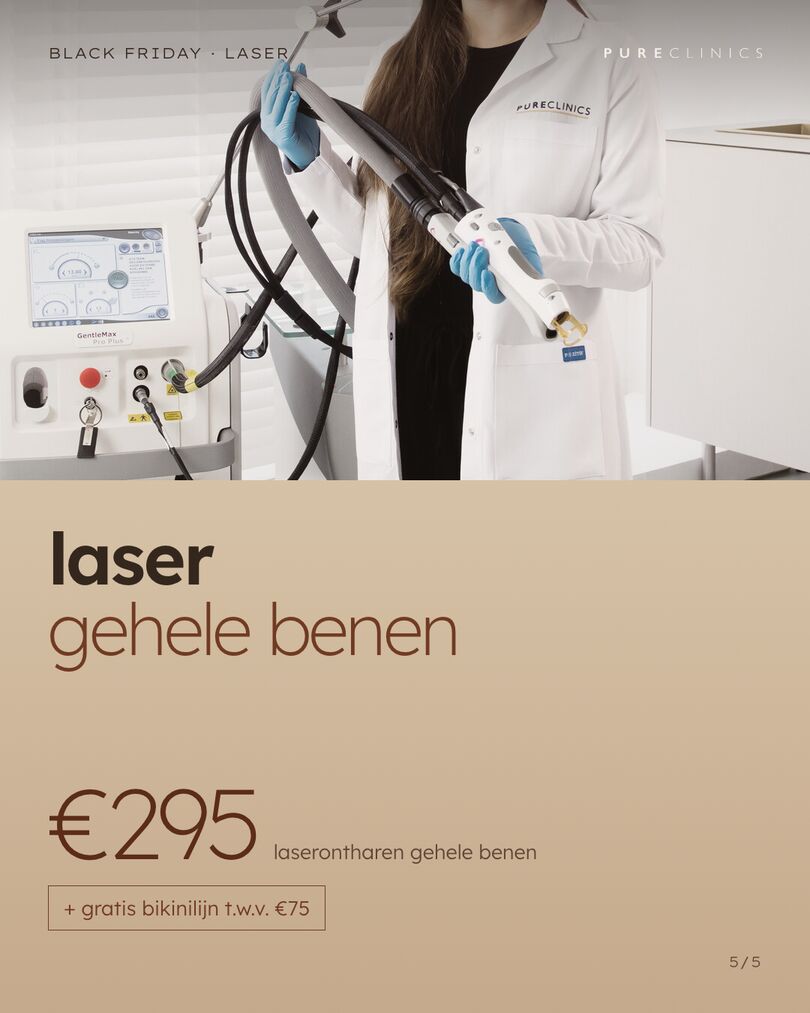 BLACK FRIDAY · LASER
PURECLINICS
PURECLINICS
GentleMax
Pro Plus
laser
gehele benen
€295 laserontharen gehele benen
+ gratis bikinilijn t.w.v. €75
5/5